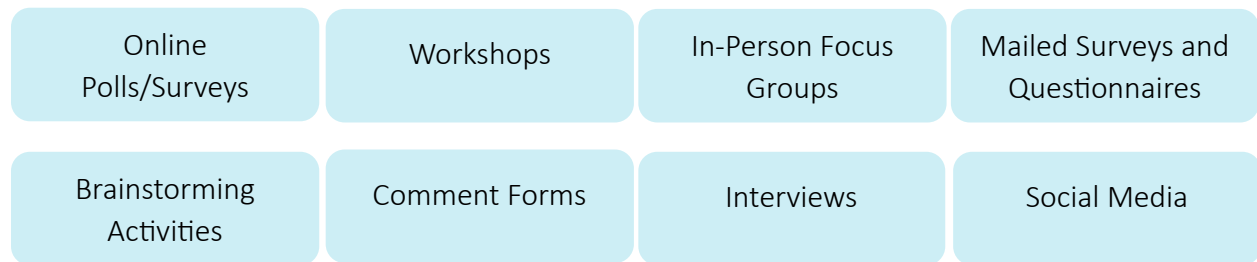 Online
Polls/Surveys
Workshops
In-Person Focus
Groups
Mailed Surveys and
Questionnaires
Brainstorming
Activities
Comment Forms
Interviews
Social Media